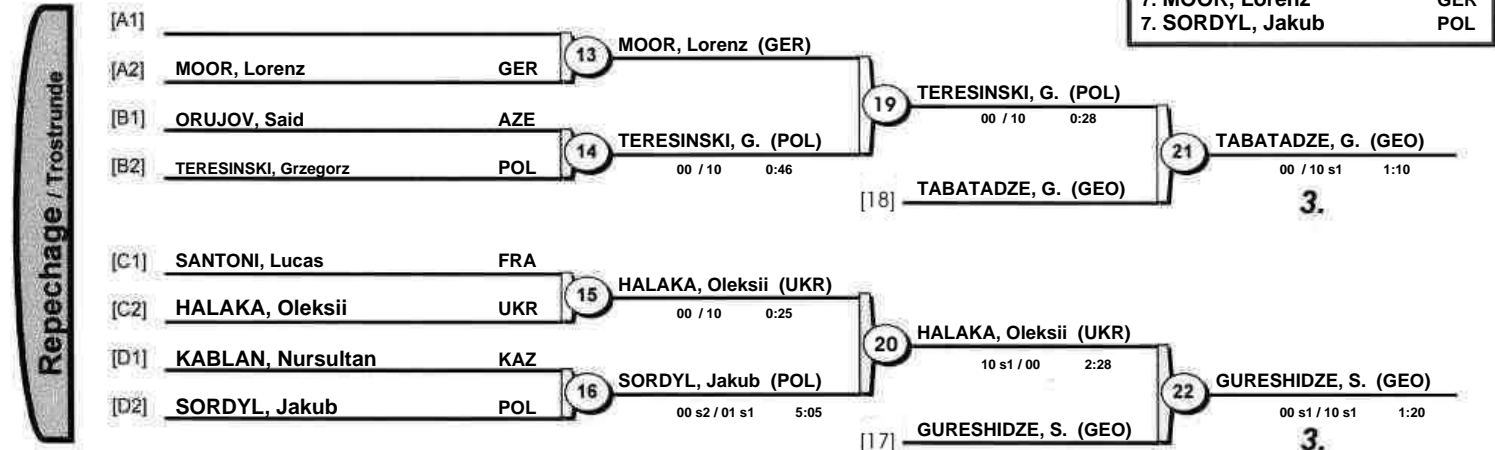 7. MOOR, Lorenz GER
7. SORDYL, Jakub POL
Repechage / Trostrunde
[A1]
[A2] MOOR, Lorenz GER
13 MOOR, Lorenz (GER)
[B1] ORUJOV, Said AZE
[B2] TERESINSKI, Grzegorz POL
14 TERESINSKI, G. (POL)
00 / 10 0:46
19 TERESINSKI, G. (POL)
00 / 10 0:28
[18] TABATADZE, G. (GEO)
21 TABATADZE, G. (GEO)
00 / 10 s1 1:10
3.
[C1] SANTONI, Lucas FRA
[C2] HALAKA, Oleksii UKR
15 HALAKA, Oleksii (UKR)
00 / 10 0:25
[D1] KABLAN, Nursultan KAZ
[D2] SORDYL, Jakub POL
16 SORDYL, Jakub (POL)
00 s2 / 01 s1 5:05
20 HALAKA, Oleksii (UKR)
10 s1 / 00 2:28
[17] GURESHIDZE, S. (GEO)
22 GURESHIDZE, S. (GEO)
00 s1 / 10 s1 1:20
3.